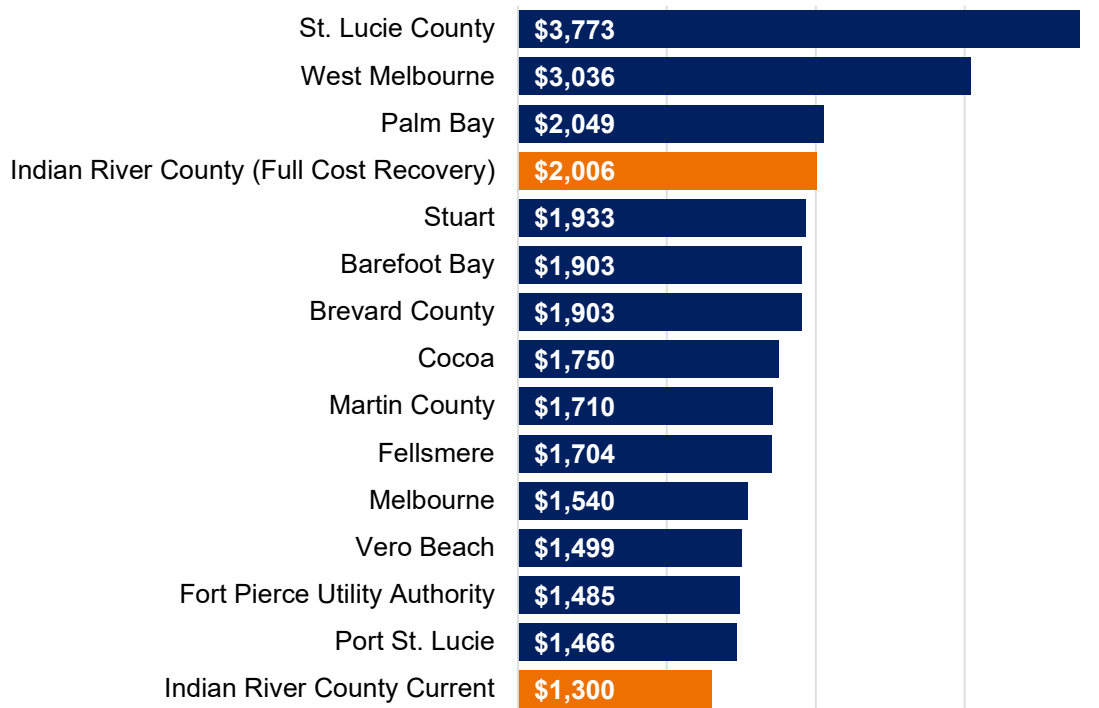 St. Lucie County $3,773
West Melbourne $3,036
Palm Bay $2,049
Indian River County (Full Cost Recovery) $2,006
Stuart $1,933
Barefoot Bay $1,903
Brevard County $1,903
Cocoa $1,750
Martin County $1,710
Fellsmere $1,704
Melbourne $1,540
Vero Beach $1,499
Fort Pierce Utility Authority $1,485
Port St. Lucie $1,466
Indian River County Current $1,300